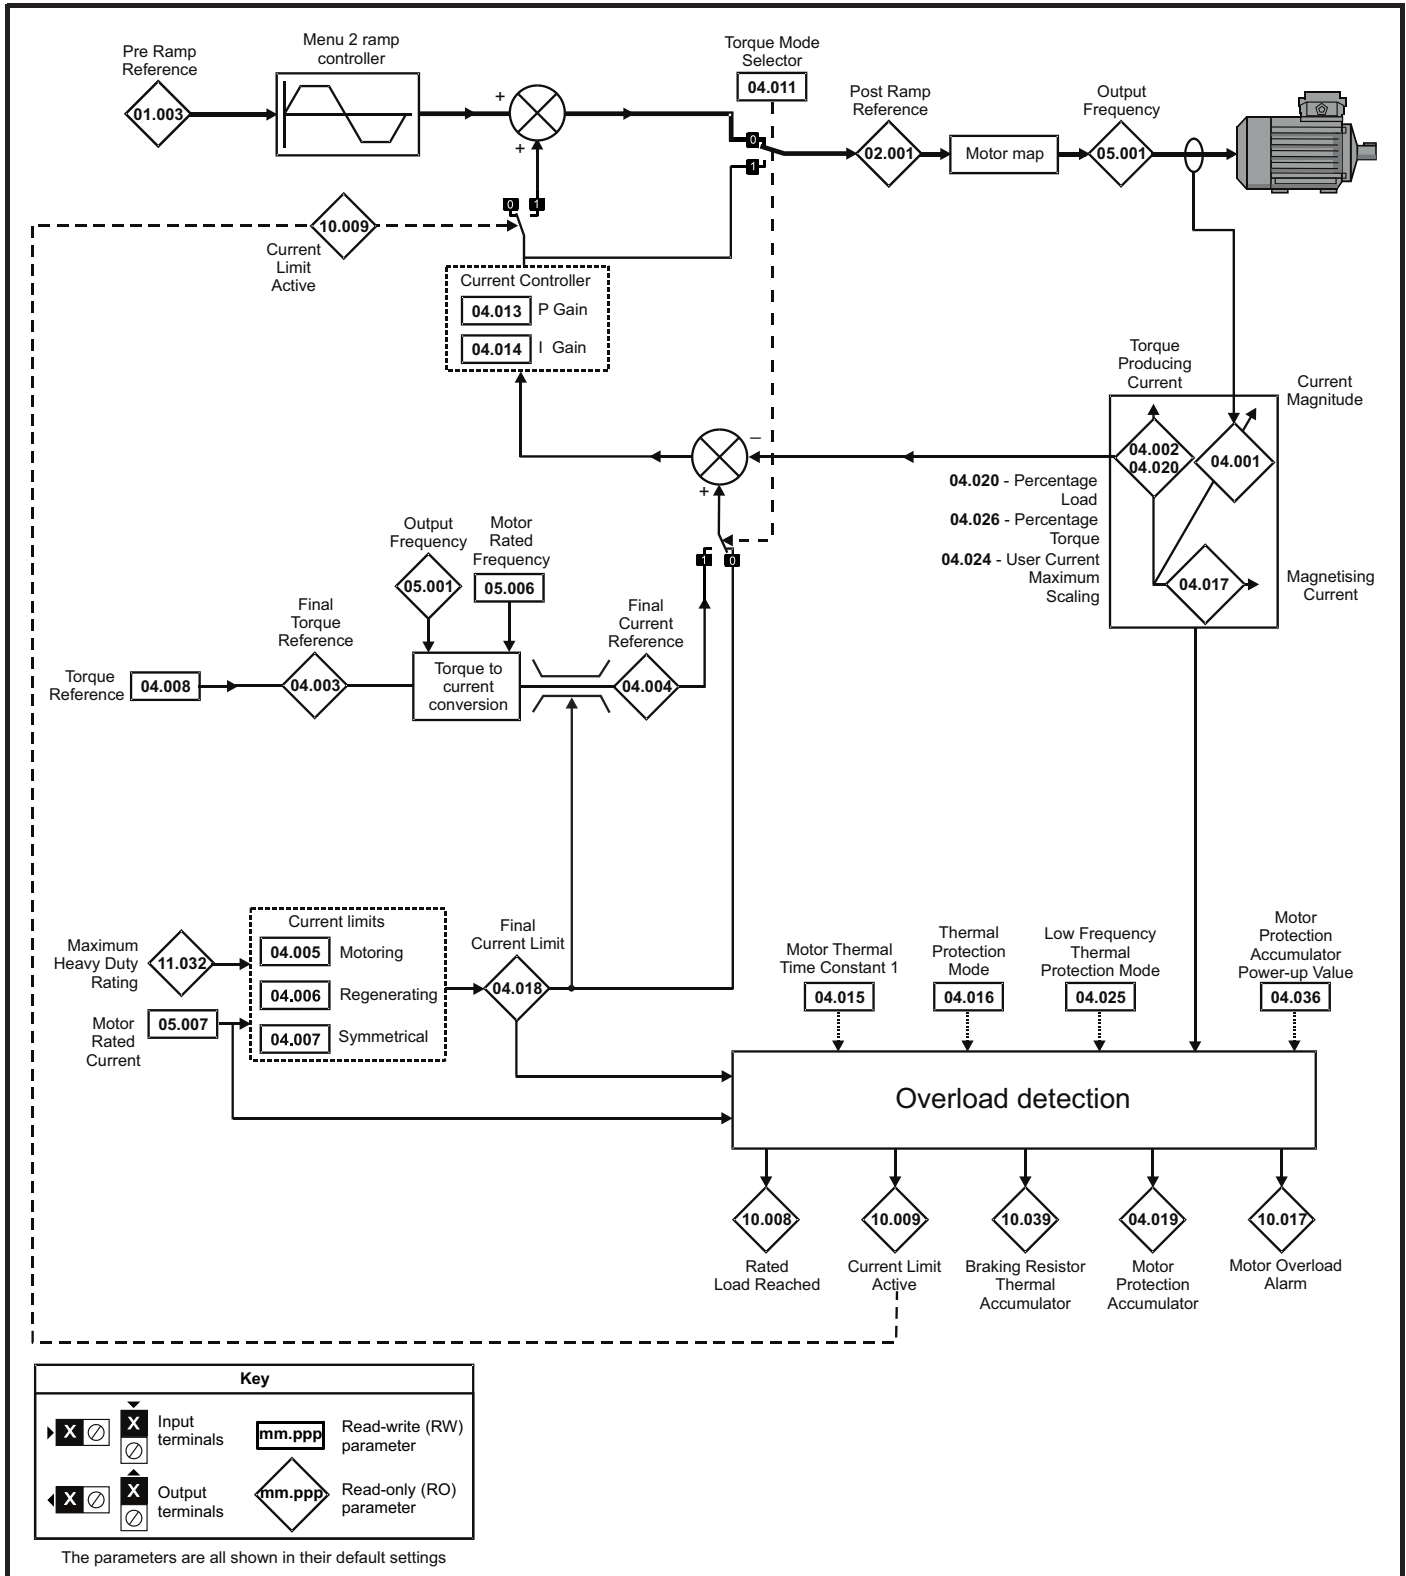 Pre Ramp
Reference
01.003
Menu 2 ramp
controller
+
+
Torque Mode
Selector
04.011
0
1
Post Ramp
Reference
02.001
Motor map
Output
Frequency
05.001
0
1
10.009
Current
Limit
Active
Current Controller
04.013 P Gain
04.014 I Gain
Torque
Producing
Current
Current
Magnitude
04.002
04.020
04.001
04.017
Magnetising
Current
–
+
04.020 - Percentage
Load
04.026 - Percentage
Torque
04.024 - User Current
Maximum
Scaling
1
0
Output
Frequency
05.001
Motor
Rated
Frequency
05.006
Final
Torque
Reference
Final
Current
Reference
Torque
Reference
04.008
04.003
Torque to
current
conversion
04.004
Maximum
Heavy Duty
Rating
11.032
Motor
Rated
Current
05.007
Current limits
04.005 Motoring
04.006 Regenerating
04.007 Symmetrical
Final
Current Limit
04.018
Motor Thermal
Time Constant 1
04.015
Thermal
Protection
Mode
04.016
Low Frequency
Thermal
Protection Mode
04.025
Motor
Protection
Accumulator
Power-up Value
04.036
Overload detection
10.008
Rated
Load Reached
10.009
Current Limit
Active
10.039
Braking Resistor
Thermal
Accumulator
04.019
Motor
Protection
Accumulator
10.017
Motor Overload
Alarm
Key
X
X
Input
terminals
mm.ppp
Read-write (RW)
parameter
X
X
Output
terminals
mm.ppp
Read-only (RO)
parameter
The parameters are all shown in their default settings